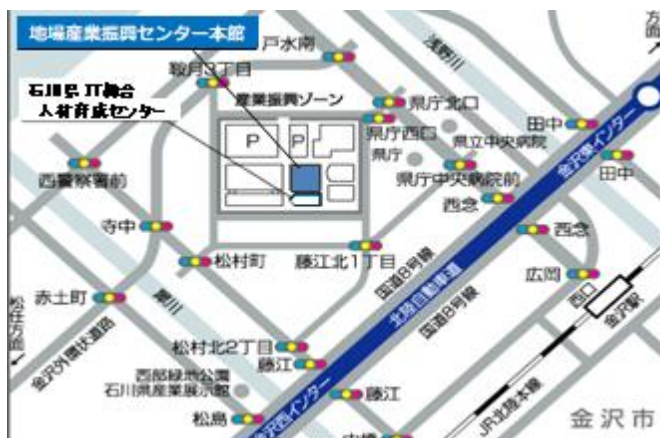 地場産業振興センター本館
石川県 IT総合
人材育成センター
戸水南
鞍月3丁目
産業振興ゾーン
P
P
浅野川
方面
県庁北口
県庁西口
県庁
県立中央病院
県庁中央病院前
田中
田中
金沢東インター
西警察署前
西念
西念
寺中
松村町
藤江北1丁目
国道8号線
北陸自動車道
国道8号線
広岡
西口
金沢駅
赤土町
松任方面
金沢外環状道路
犀川
松村北2丁目
藤江
藤江
西部緑地公園
石川県産業展示館
松島
金沢西インター
JR北陸本線
金沢市